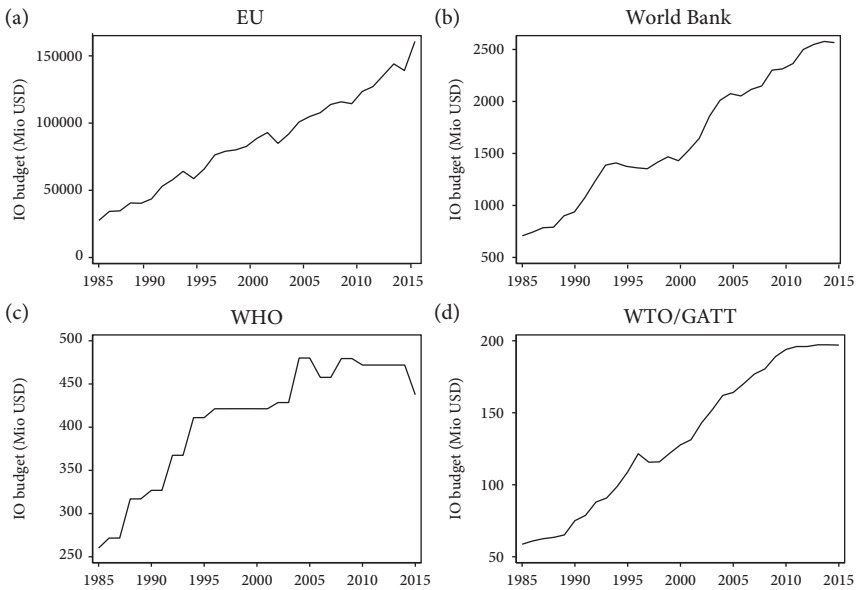 (a)
EU
IO budget (Mio USD)
150000
100000
50000
0
1985 1990 1995 2000 2005 2010 2015
(b)
World Bank
IO budget (Mio USD)
2500
2000
1500
1000
500
1985 1990 1995 2000 2005 2010 2015
(c)
WHO
IO budget (Mio USD)
500
450
400
350
300
250
1985 1990 1995 2000 2005 2010 2015
(d)
WTO/GATT
IO budget (Mio USD)
200
150
100
50
1985 1990 1995 2000 2005 2010 2015